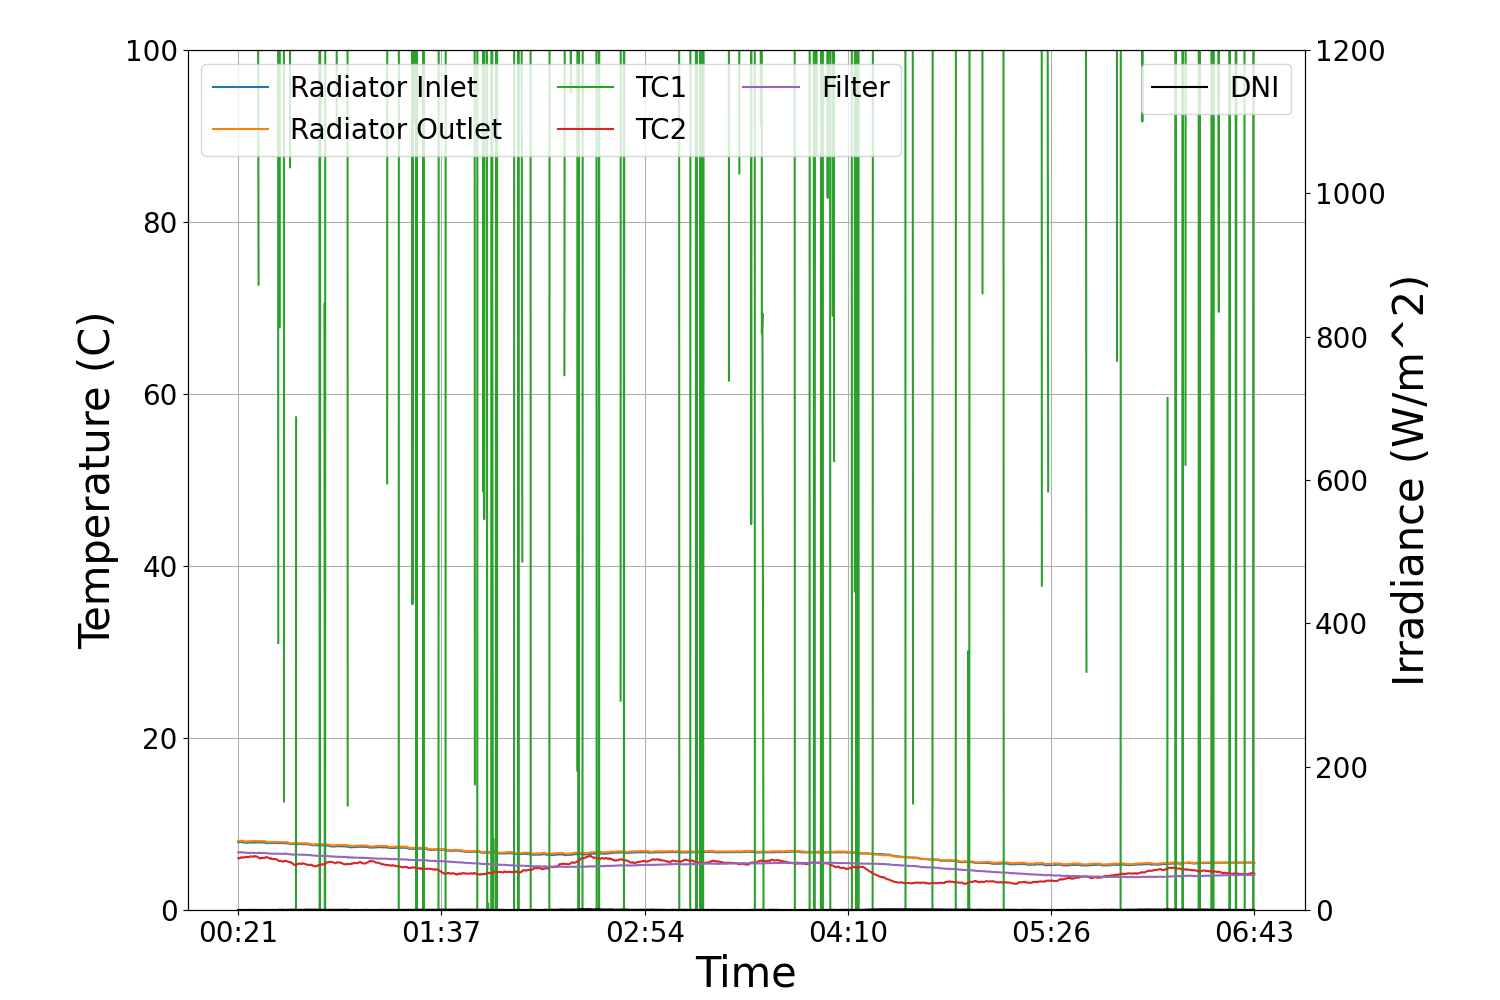 100
80
60
40
20
0
Temperature (C)
Radiator Inlet
Radiator Outlet
TC1
TC2
Filter
DNI
1200
1000
800
600
400
200
0
Irradiance (W/m^2)
00:21 01:37 02:54 04:10 05:26 06:43
Time